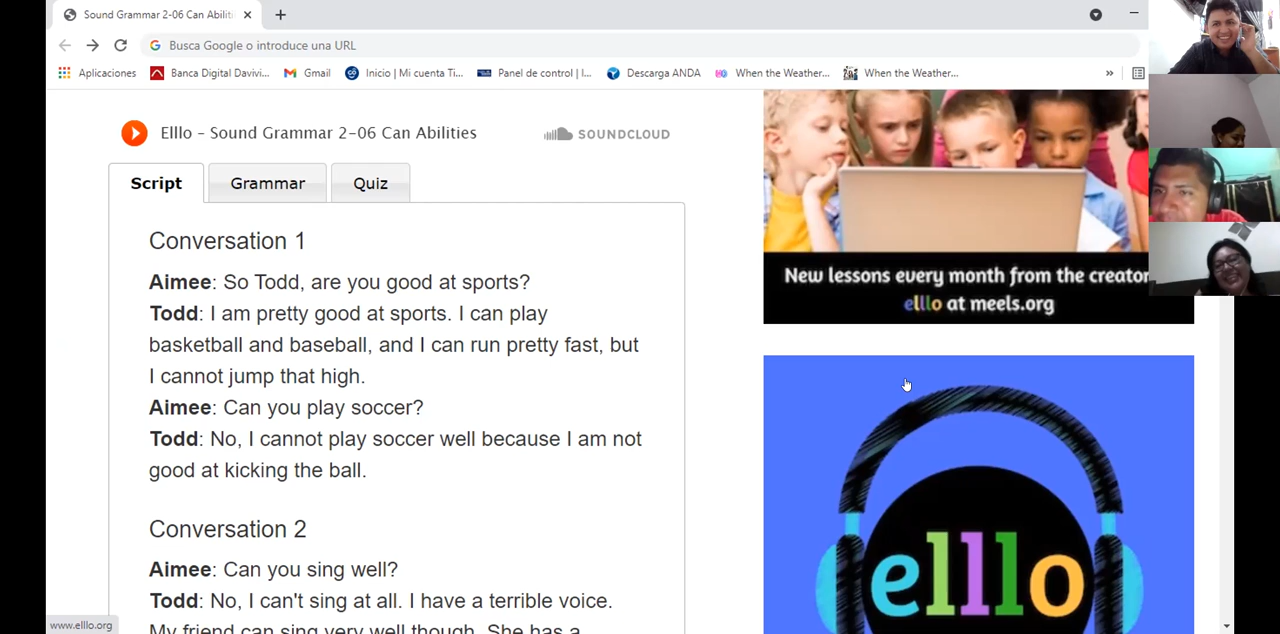 Sound Grammar 2-06 Can Abiliti
Busca Google o introduce una URL
Aplicaciones
Banca Digital Davivi...
Gmail
Inicio | Mi cuenta Ti...
Panel de control | I...
Descarga ANDA
When the Weather...
When the Weather...
»
Elllo - Sound Grammar 2-06 Can Abilities
SOUNDCLOUD
Script
Grammar
Quiz
Conversation 1
Aimee: So Todd, are you good at sports?
Todd: I am pretty good at sports. I can play
basketball and baseball, and I can run pretty fast, but
I cannot jump that high.
Aimee: Can you play soccer?
Todd: No, I cannot play soccer well because I am not
good at kicking the ball.
Conversation 2
Aimee: Can you sing well?
Todd: No, I can't sing at all. I have a terrible voice.
My friend can sing very well though. She has a
New lessons every month from the creator
elllo at meels.org
elllo
www.elllo.org